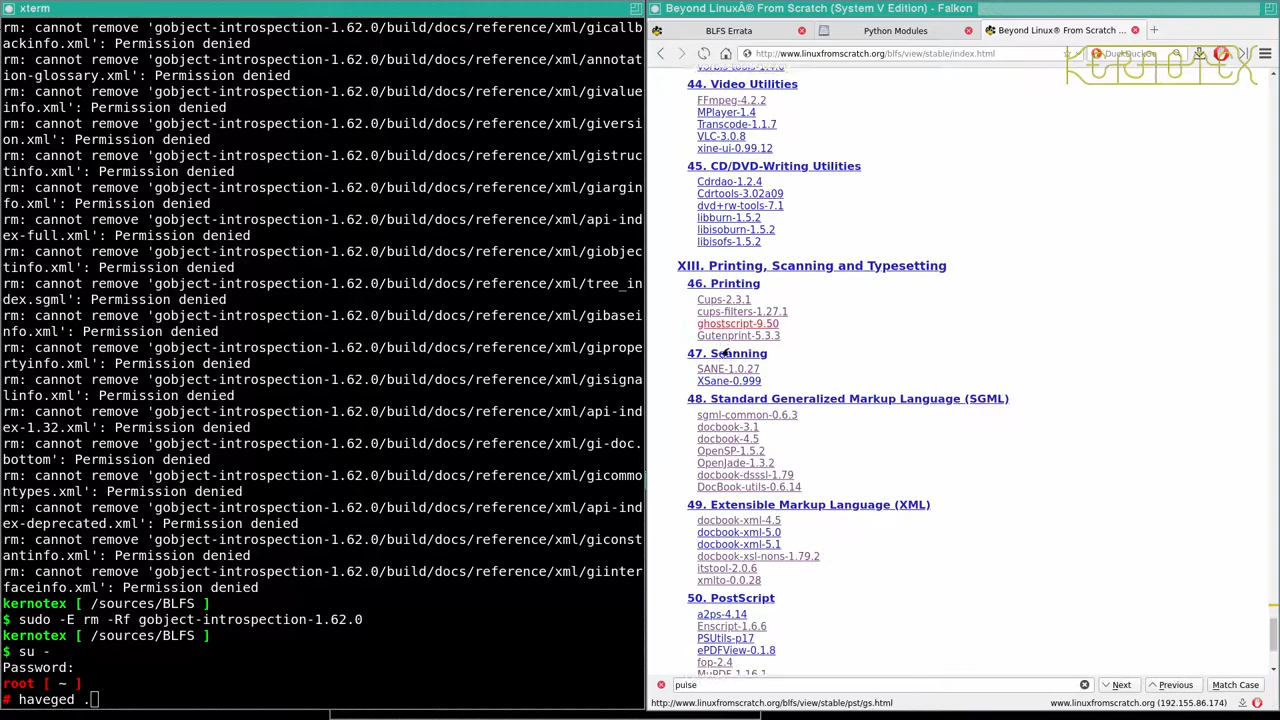 xterm
rm: cannot remove 'gobject-introspection-1.62.0/build/docs/reference/xml/gicallb
ackinfo.xml': Permission denied
rm: cannot remove 'gobject-introspection-1.62.0/build/docs/reference/xml/annotat
ion-glossary.xml': Permission denied
rm: cannot remove 'gobject-introspection-1.62.0/build/docs/reference/xml/givalue
info.xml': Permission denied
rm: cannot remove 'gobject-introspection-1.62.0/build/docs/reference/xml/giversi
on.xml': Permission denied
rm: cannot remove 'gobject-introspection-1.62.0/build/docs/reference/xml/gistruc
tinfo.xml': Permission denied
rm: cannot remove 'gobject-introspection-1.62.0/build/docs/reference/xml/giargin
fo.xml': Permission denied
rm: cannot remove 'gobject-introspection-1.62.0/build/docs/reference/xml/api-ind
ex-full.xml': Permission denied
rm: cannot remove 'gobject-introspection-1.62.0/build/docs/reference/xml/giobjec
tinfo.xml': Permission denied
rm: cannot remove 'gobject-introspection-1.62.0/build/docs/reference/xml/tree_in
dex.sgml': Permission denied
rm: cannot remove 'gobject-introspection-1.62.0/build/docs/reference/xml/gibasei
nfo.xml': Permission denied
rm: cannot remove 'gobject-introspection-1.62.0/build/docs/reference/xml/giprope
rtyinfo.xml': Permission denied
rm: cannot remove 'gobject-introspection-1.62.0/build/docs/reference/xml/gisigna
linfo.xml': Permission denied
rm: cannot remove 'gobject-introspection-1.62.0/build/docs/reference/xml/api-ind
ex-1.32.xml': Permission denied
rm: cannot remove 'gobject-introspection-1.62.0/build/docs/reference/xml/gi-doc.
bottom': Permission denied
rm: cannot remove 'gobject-introspection-1.62.0/build/docs/reference/xml/gicommo
ntypes.xml': Permission denied
rm: cannot remove 'gobject-introspection-1.62.0/build/docs/reference/xml/api-ind
ex-deprecated.xml': Permission denied
rm: cannot remove 'gobject-introspection-1.62.0/build/docs/reference/xml/giconst
antinfo.xml': Permission denied
rm: cannot remove 'gobject-introspection-1.62.0/build/docs/reference/xml/giinter
faceinfo.xml': Permission denied
kernotex [ /sources/BLFS ]
$ sudo -E rm -Rf gobject-introspection-1.62.0
kernotex [ /sources/BLFS ]
$ su -
Password:
root [ ~ ]
# haveged .
Beyond LinuxÂ® From Scratch (System V Edition) - Falkon
BLFS Errata
Python Modules
Beyond Linux® From Scratch ...
http://www.linuxfromscratch.org/blfs/view/stable/index.html
DuckDuckGo
KERNOTEX
44. Video Utilities
FFmpeg-4.2.2
MPlayer-1.4
Transcode-1.1.7
VLC-3.0.8
xine-ui-0.99.12
45. CD/DVD-Writing Utilities
Cdrdao-1.2.4
Cdrtools-3.02a09
dvd+rw-tools-7.1
libburn-1.5.2
libisoburn-1.5.2
libisofs-1.5.2
XIII. Printing, Scanning and Typesetting
46. Printing
Cups-2.3.1
cups-filters-1.27.1
ghostscript-9.50
Gutenprint-5.3.3
47. Scanning
SANE-1.0.27
XSane-0.999
48. Standard Generalized Markup Language (SGML)
sgml-common-0.6.3
docbook-3.1
docbook-4.5
OpenSP-1.5.2
OpenJade-1.3.2
docbook-dsssl-1.79
DocBook-utils-0.6.14
49. Extensible Markup Language (XML)
docbook-xml-4.5
docbook-xml-5.0
docbook-xml-5.1
docbook-xsl-nons-1.79.2
itstool-2.0.6
xmlto-0.0.28
50. PostScript
a2ps-4.14
Enscript-1.6.6
PSUtils-p17
ePDFView-0.1.8
fop-2.4
MuPDF-1.16.1
pulse
Next
Previous
Match Case
http://www.linuxfromscratch.org/blfs/view/stable/pst/gs.html
www.linuxfromscratch.org (192.155.86.174)